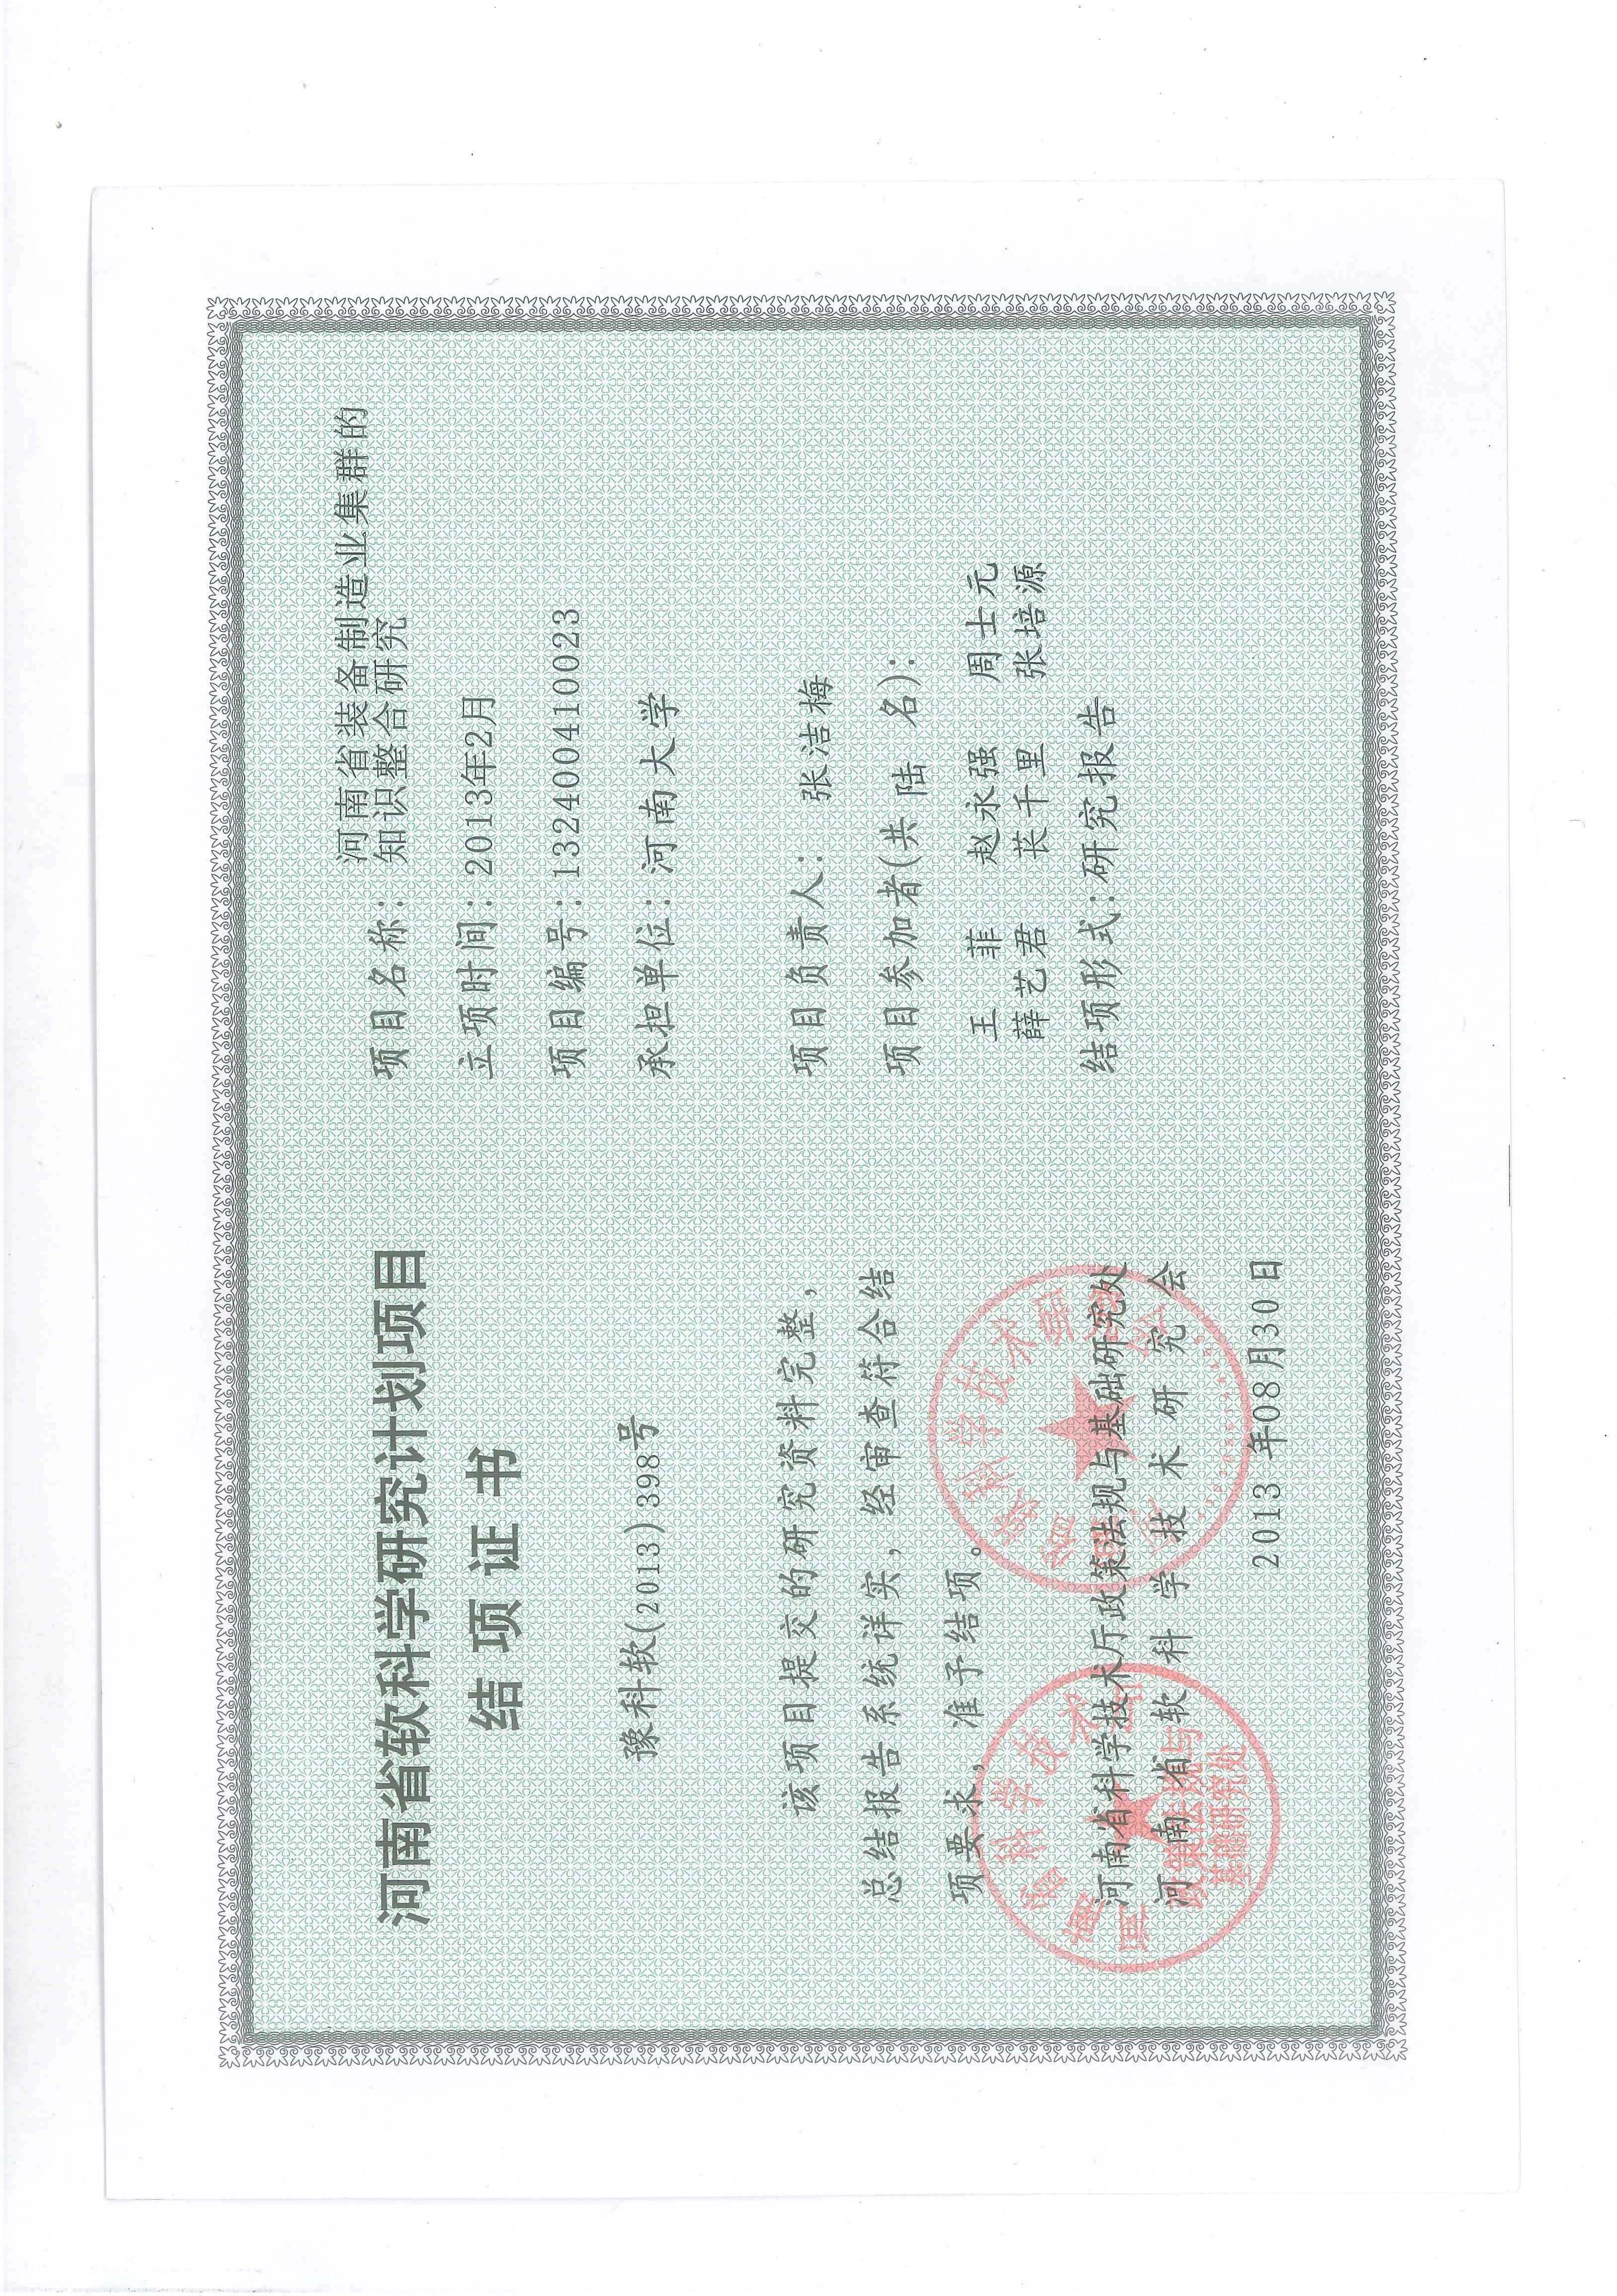 河南省软科学研究计划项目
结项证书
豫科软(2013)398号
该项目提交的研究资料完整，
总结报告系统详实，经审查符合结
项要求，准予结项。
河南省科学技术厅政策法规与基础研究处
河南省软科学技术研究会
2013年08月30日
项目名称：河南省装备制造业集群的
知识整合研究
立项时间：2013年2月
项目编号：132400410023
承担单位：河南大学
项目负责人：张洁梅
项目参加者(共 陆 名)：
王菲 赵永强 周士元
薛艺君 苌千里 张培源
结项形式：研究报告